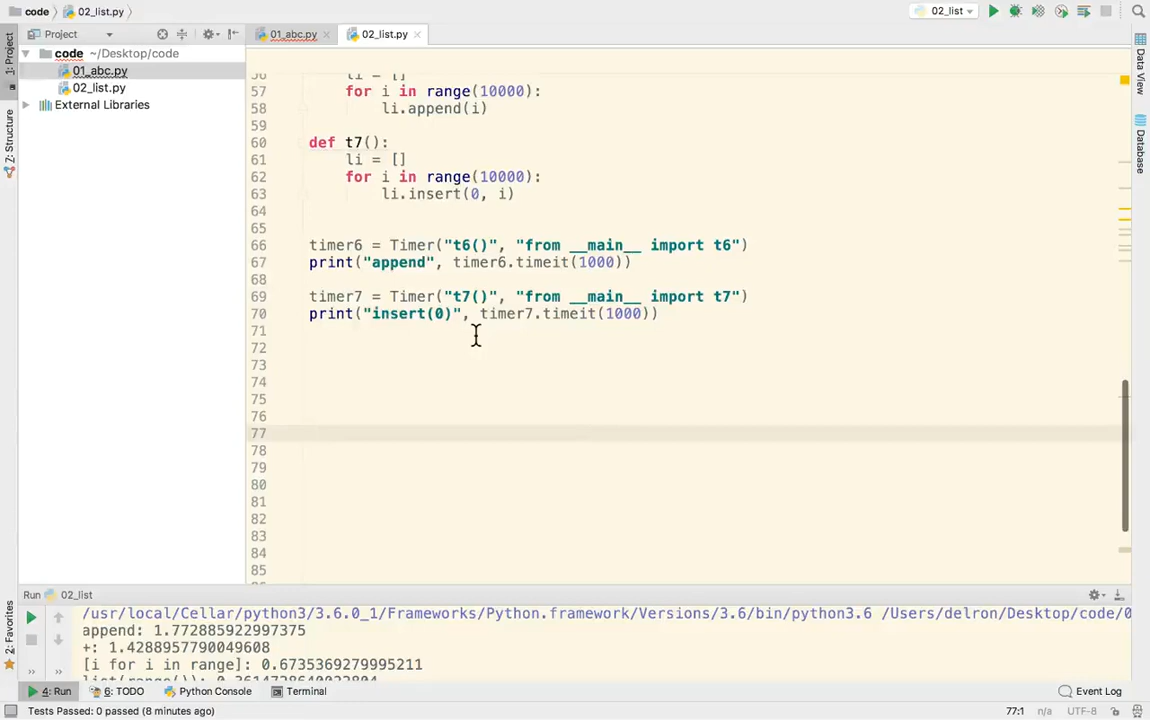 code 02_list.py 02_list
Project 01_abc.py 02_list.py
1: Project
code ~/Desktop/code
01_abc.py
02_list.py
External Libraries
Z: Structure
2: Favorites
Data View
Database
56 li = []
57 for i in range(10000):
58 li.append(i)
59
60 def t7():
61 li = []
62 for i in range(10000):
63 li.insert(0, i)
64
65
66 timer6 = Timer("t6()", "from __main__ import t6")
67 print("append", timer6.timeit(1000))
68
69 timer7 = Timer("t7()", "from __main__ import t7")
70 print("insert(0)", timer7.timeit(1000))
71
72
73
74
75
76
77
78
79
80
81
82
83
84
85
Run 02_list
/usr/local/Cellar/python3/3.6.0_1/Frameworks/Python.framework/Versions/3.6/bin/python3.6 /Users/delron/Desktop/code/0
append: 1.772885922997375
+: 1.4288957790049608
[i for i in range]: 0.6735369279995211
4: Run 6: TODO Python Console Terminal Event Log
Tests Passed: 0 passed (8 minutes ago) 77:1 n/a UTF-8